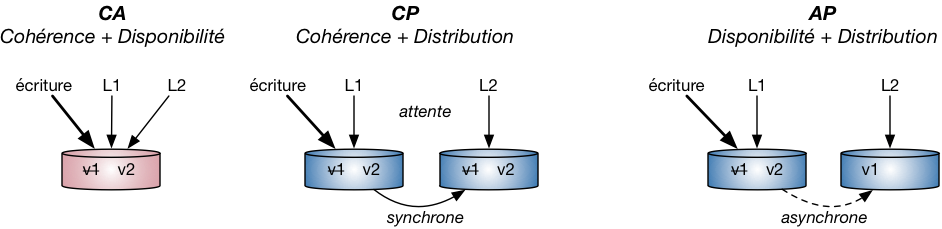 CA
Cohérence + Disponibilité
écriture L1 L2
v1 v2
CP
Cohérence + Distribution
écriture L1 attente L2
v1 v2 v1 v2
synchrone
AP
Disponibilité + Distribution
écriture L1 L2
v1 v2 v1
asynchrone